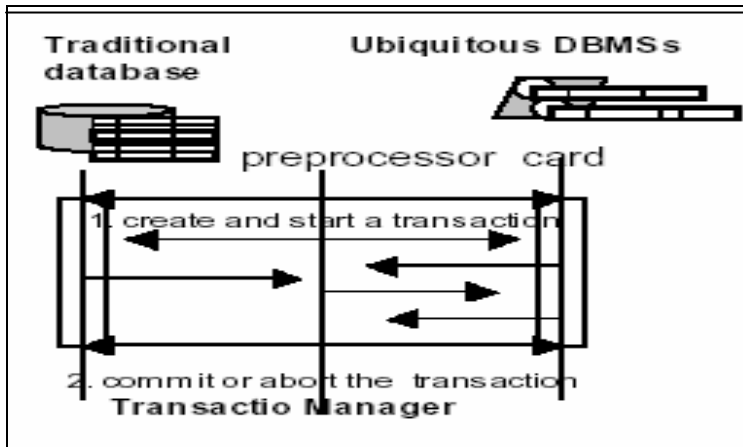 Traditional database
Ubiquitous DBMSs
preprocessor card
1. create and start a transaction
2. commit or abort the transaction
Transactio Manager